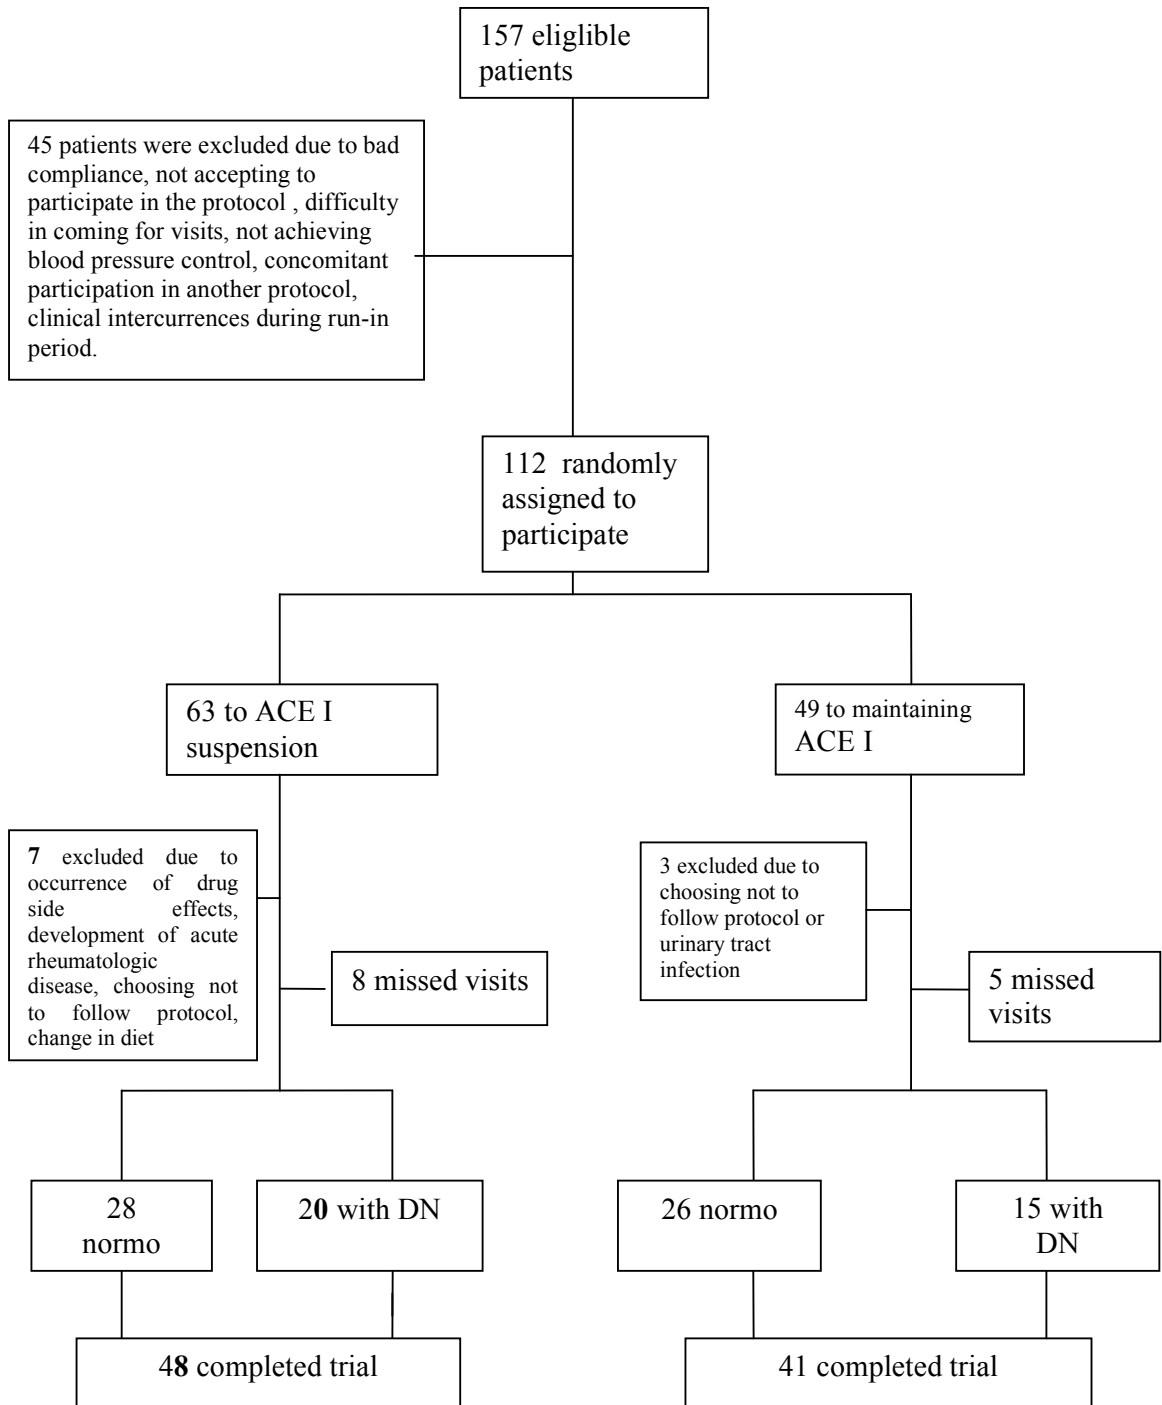 157 eliglible
patients
45 patients were excluded due to bad
compliance, not accepting to
participate in the protocol , difficulty
in coming for visits, not achieving
blood pressure control, concomitant
participation in another protocol,
clinical intercurrences during run-in
period.
112 randomly
assigned to
participate
63 to ACE I
suspension
49 to maintaining
ACE I
7 excluded due to
occurrence of drug
side effects,
development of acute
rheumatologic
disease, choosing not
to follow protocol,
change in diet
8 missed visits
3 excluded due to
choosing not to
follow protocol or
urinary tract
infection
5 missed
visits
28
normo
20 with DN
26 normo
15 with
DN
48 completed trial
41 completed trial